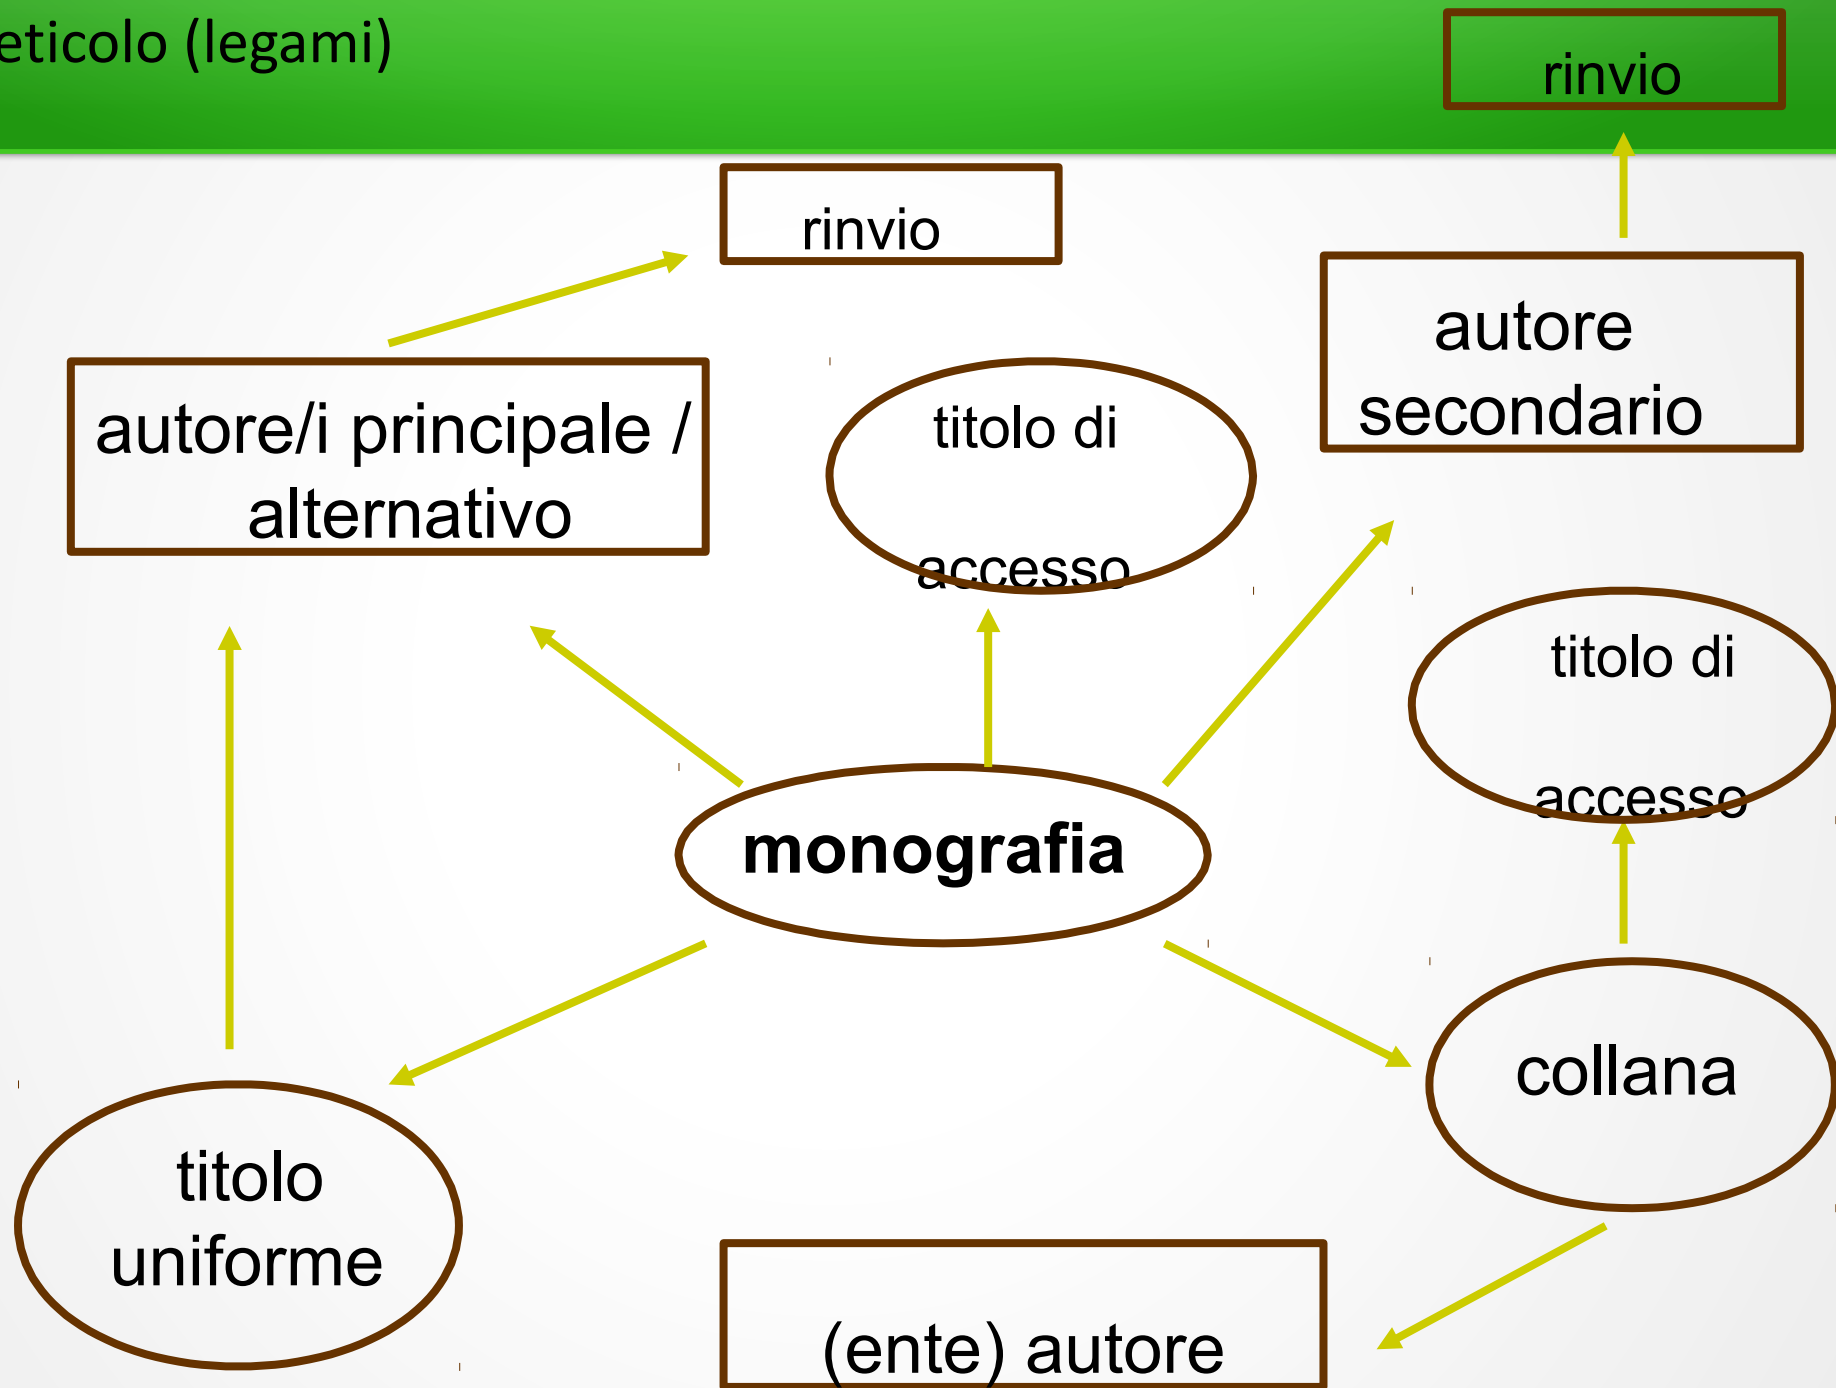 eticolo (legami)
rinvio
rinvio
autore
secondario
autore/i principale /
alternativo
titolo di
accesso
titolo di
accesso
monografia
collana
titolo
uniforme
(ente) autore